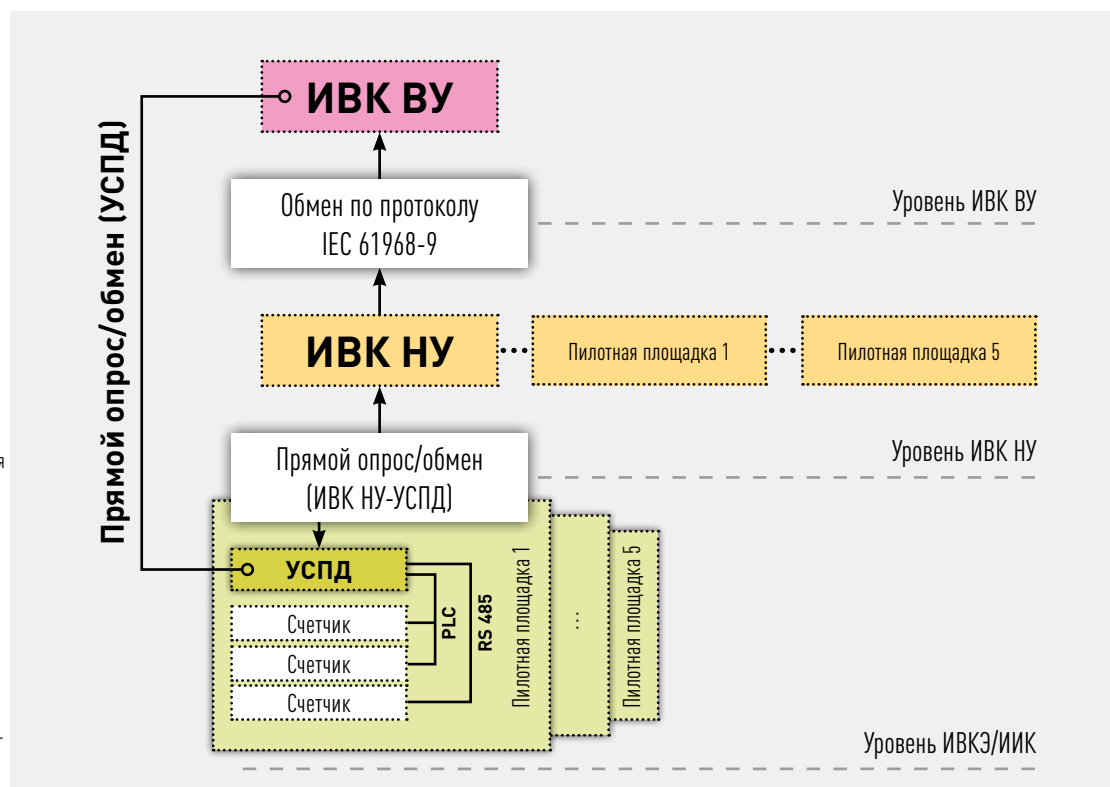 ИВК ВУ
Прямой опрос/обмен (УСПД)
Обмен по протоколу
IEC 61968-9
Уровень ИВК ВУ
ИВК НУ
Пилотная площадка 1
Пилотная площадка 5
Прямой опрос/обмен
(ИВК НУ-УСПД)
Уровень ИВК НУ
я
УСПД
Счетчик
Счетчик
Счетчик
PLC
RS 485
Пилотная площадка 1
...
Пилотная площадка 5
Уровень ИВКЭ/ИИК